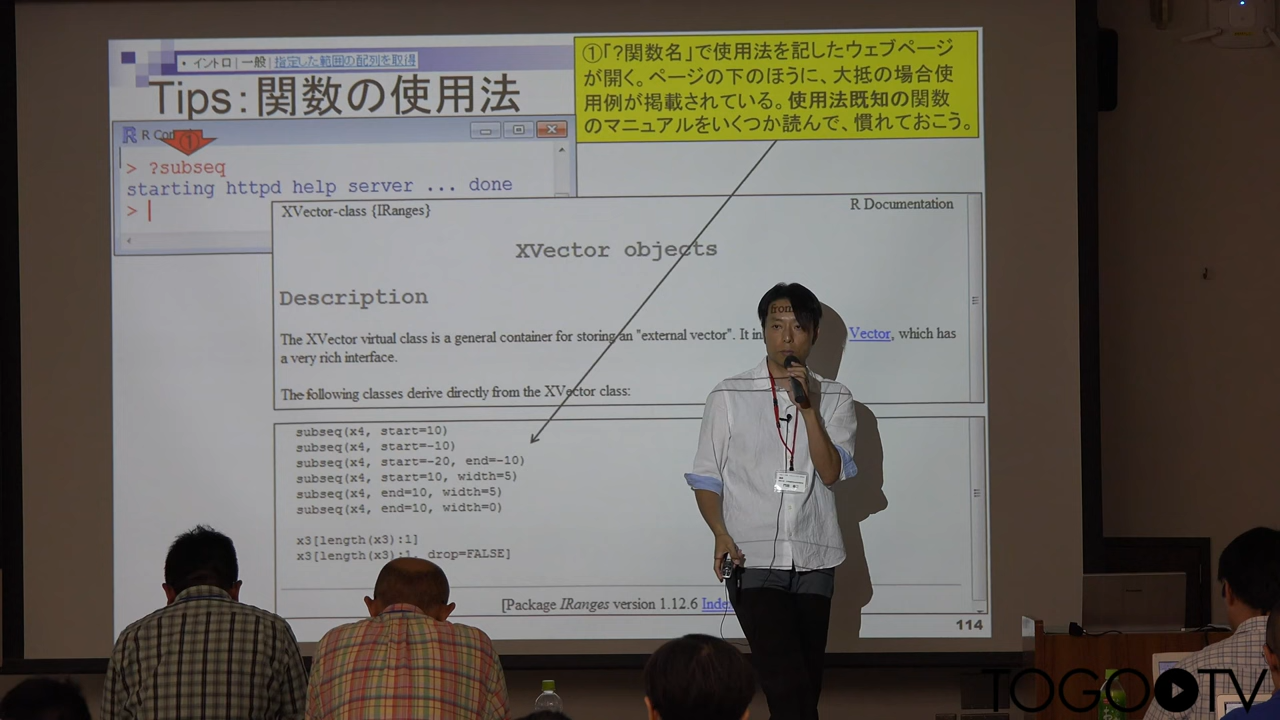 • イントロ | 一般 | 指定した範囲の配列を取得
Tips：関数の使用法
①「?関数名」で使用法を記したウェブページ
が開く。ページの下のほうに、大抵の場合使
用例が掲載されている。使用法既知の関数
のマニュアルをいくつか読んで、慣れておこう。
R Con
①
> ?subseq
starting httpd help server ... done
>
XVector-class {IRanges}
R Documentation
XVector objects
Description
The XVector virtual class is a general container for storing an "external vector". It in from Vector, which has
a very rich interface.
The following classes derive directly from the XVector class:
subseq(x4, start=10)
subseq(x4, start=-10)
subseq(x4, start=-20, end=-10)
subseq(x4, start=10, width=5)
subseq(x4, end=10, width=5)
subseq(x4, end=10, width=0)
x3[length(x3):1]
x3[length(x3):1, drop=FALSE]
[Package IRanges version 1.12.6 Index
114
TOGO TV